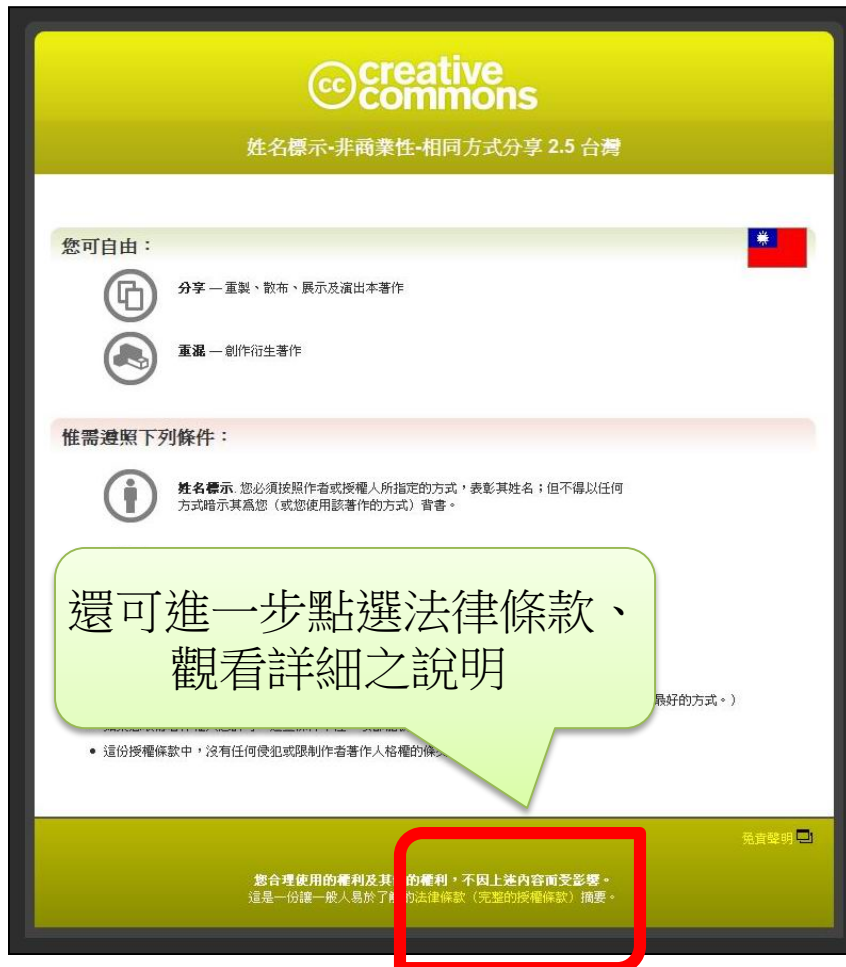 cc creative
commons
姓名標示-非商業性-相同方式分享 2.5 台灣
您可自由：
分享 — 重製、散布、展示及演出本著作
重混 — 創作衍生著作
惟需遵照下列條件：
姓名標示. 您必須按照作者或授權人所指定的方式，表彰其姓名；但不得以任何
方式暗示其為您（或您使用該著作的方式）背書。
還可進一步點選法律條款、
觀看詳細之說明
最好的方式。）
• 這份授權條款中，沒有任何侵犯或限制作者著作人格權的條
免責聲明
您合理使用的權利及其 的權利，不因上述內容而受影響。
這是一份讓一般人易於了 的法律條款（完整的授權條款）摘要。